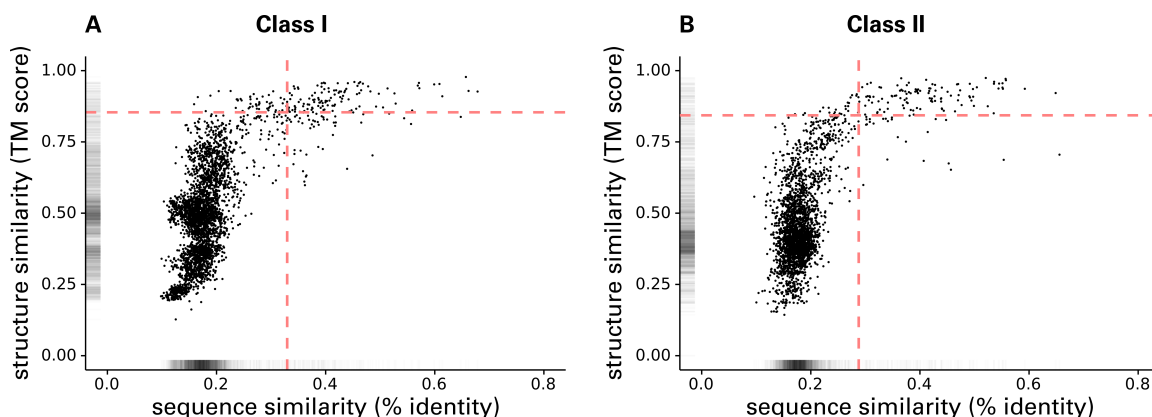 A Class I
structure similarity (TM score)
1.00
0.75
0.50
0.25
0.00
0.0 0.2 0.4 0.6 0.8
sequence similarity (% identity)
B Class II
structure similarity (TM score)
1.00
0.75
0.50
0.25
0.00
0.0 0.2 0.4 0.6 0.8
sequence similarity (% identity)